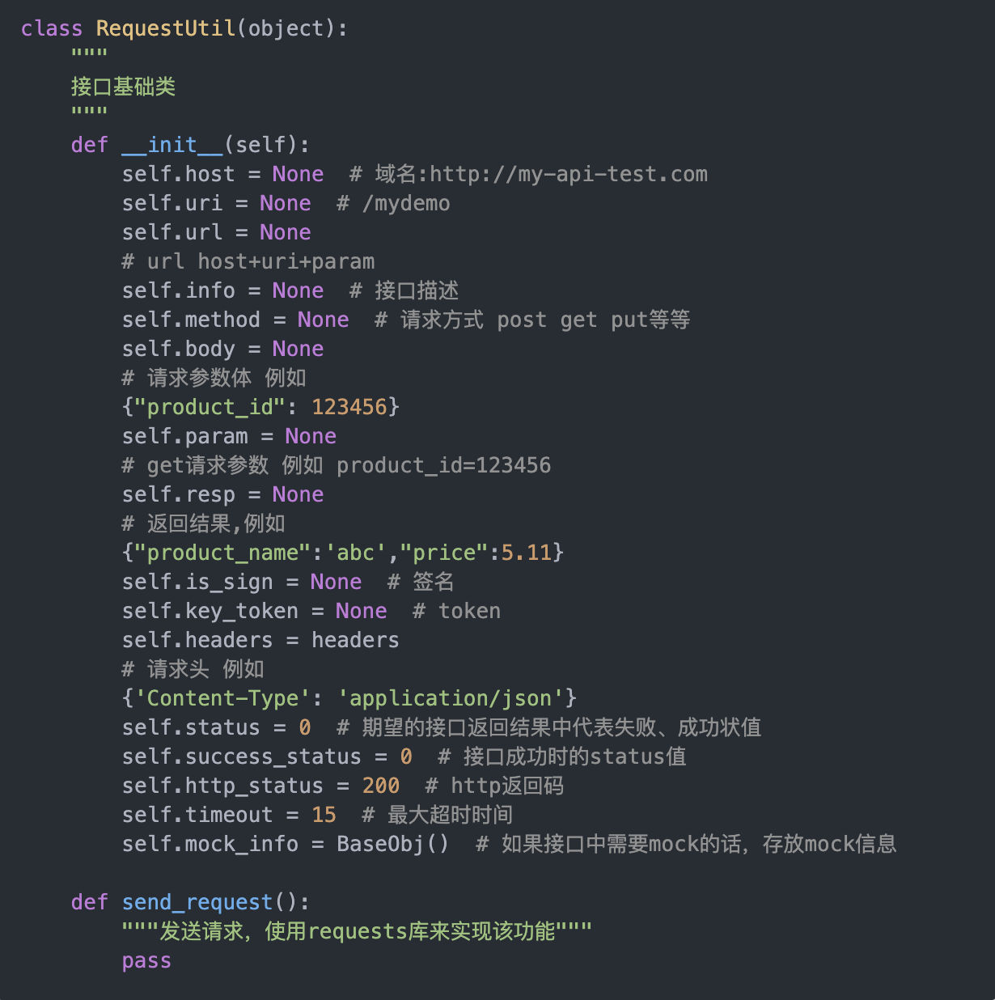 class RequestUtil(object):
    """
    接口基础类
    """
    def __init__(self):
        self.host = None  # 域名:http://my-api-test.com
        self.uri = None  # /mydemo
        self.url = None
        # url host+uri+param
        self.info = None  # 接口描述
        self.method = None  # 请求方式 post get put等等
        self.body = None
        # 请求参数体 例如
        {"product_id": 123456}
        self.param = None
        # get请求参数 例如 product_id=123456
        self.resp = None
        # 返回结果,例如
        {"product_name":'abc',"price":5.11}
        self.is_sign = None  # 签名
        self.key_token = None  # token
        self.headers = headers
        # 请求头 例如
        {'Content-Type': 'application/json'}
        self.status = 0  # 期望的接口返回结果中代表失败、成功状值
        self.success_status = 0  # 接口成功时的status值
        self.http_status = 200  # http返回码
        self.timeout = 15  # 最大超时时间
        self.mock_info = BaseObj()  # 如果接口中需要mock的话，存放mock信息

    def send_request():
        """发送请求，使用requests库来实现该功能"""
        pass